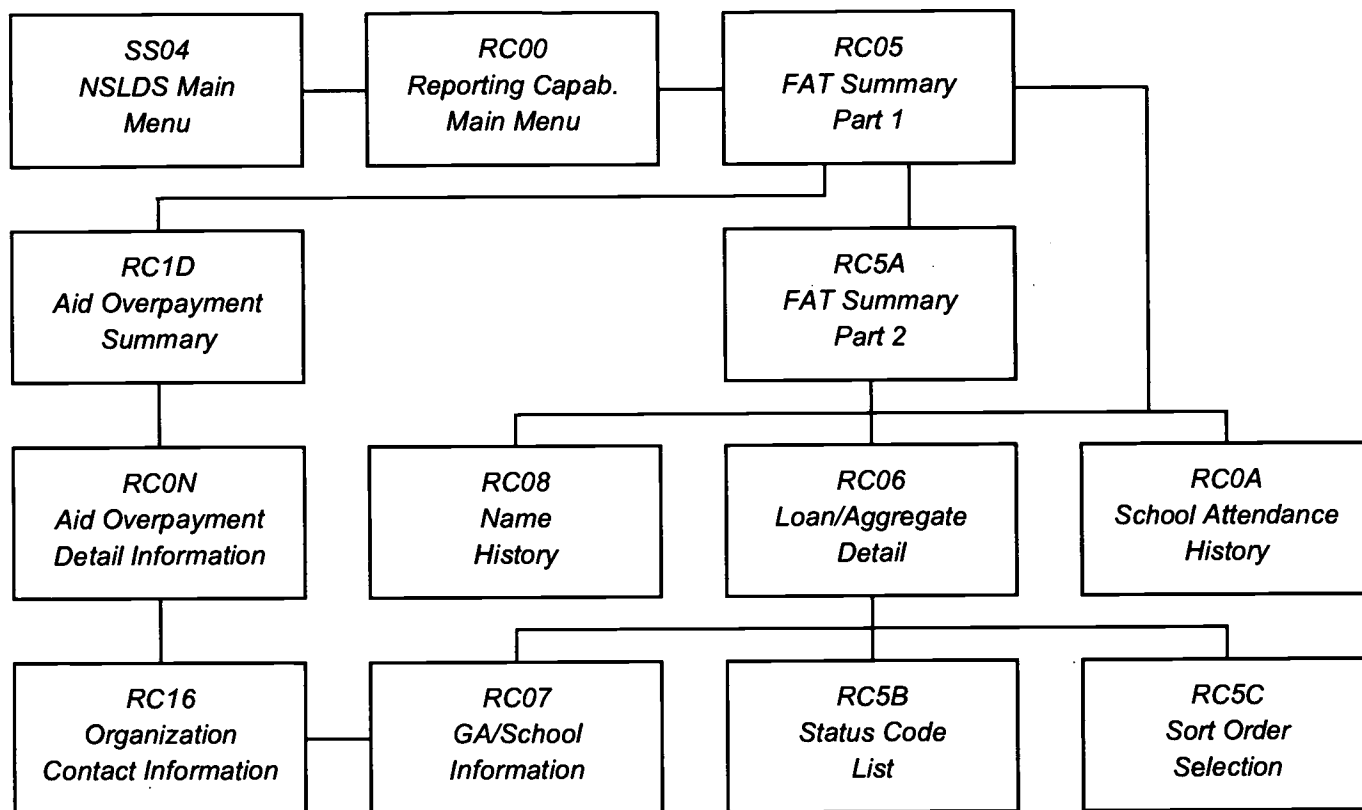 SS04
NSLDS Main
Menu
RC00
Reporting Capab.
Main Menu
RC05
FAT Summary
Part 1
RC1D
Aid Overpayment
Summary
RC5A
FAT Summary
Part 2
RC0N
Aid Overpayment
Detail Information
RC08
Name
History
RC06
Loan/Aggregate
Detail
RC0A
School Attendance
History
RC16
Organization
Contact Information
RC07
GA/School
Information
RC5B
Status Code
List
RC5C
Sort Order
Selection